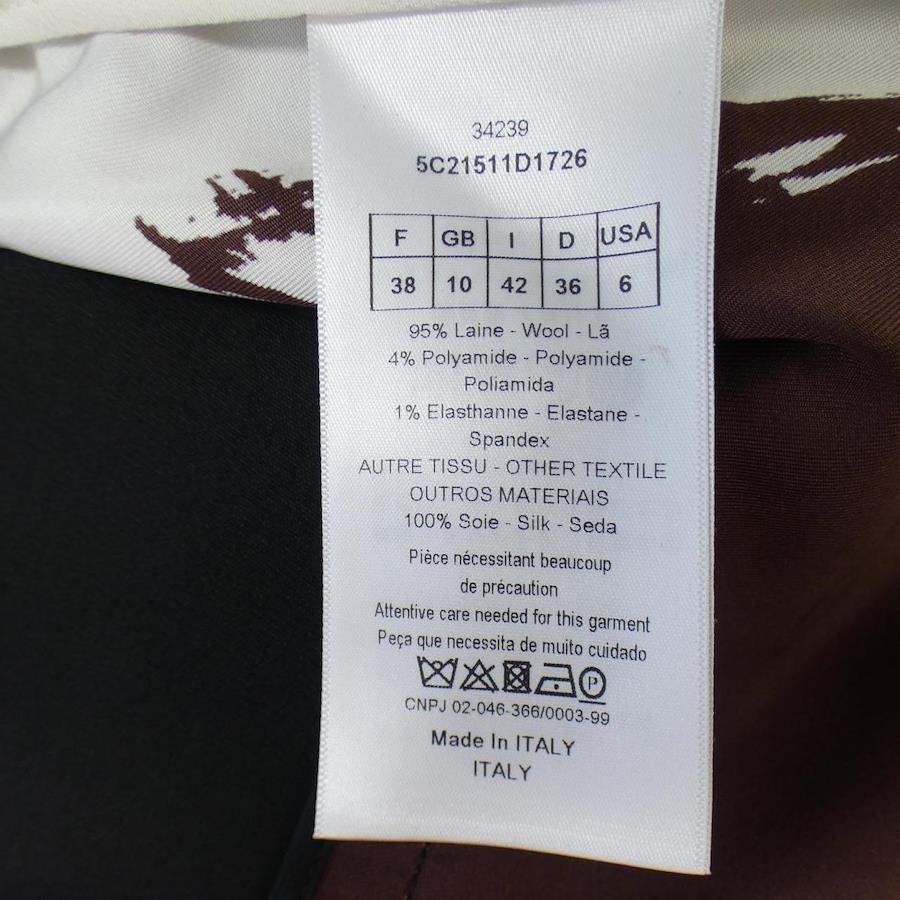 34239
5C21511D1726
F GB I D USA
38 10 42 36 6
95% Laine - Wool - Lã
4% Polyamide - Polyamide -
Poliamida
1% Elasthanne - Elastane -
Spandex
AUTRE TISSU - OTHER TEXTILE
OUTROS MATERIAIS
100% Soie - Silk - Seda
Pièce nécessitant beaucoup
de précaution
Attentive care needed for this garment
Peça que necessita de muito cuidado
P
CNPJ 02-046-366/0003-99
Made In ITALY
ITALY